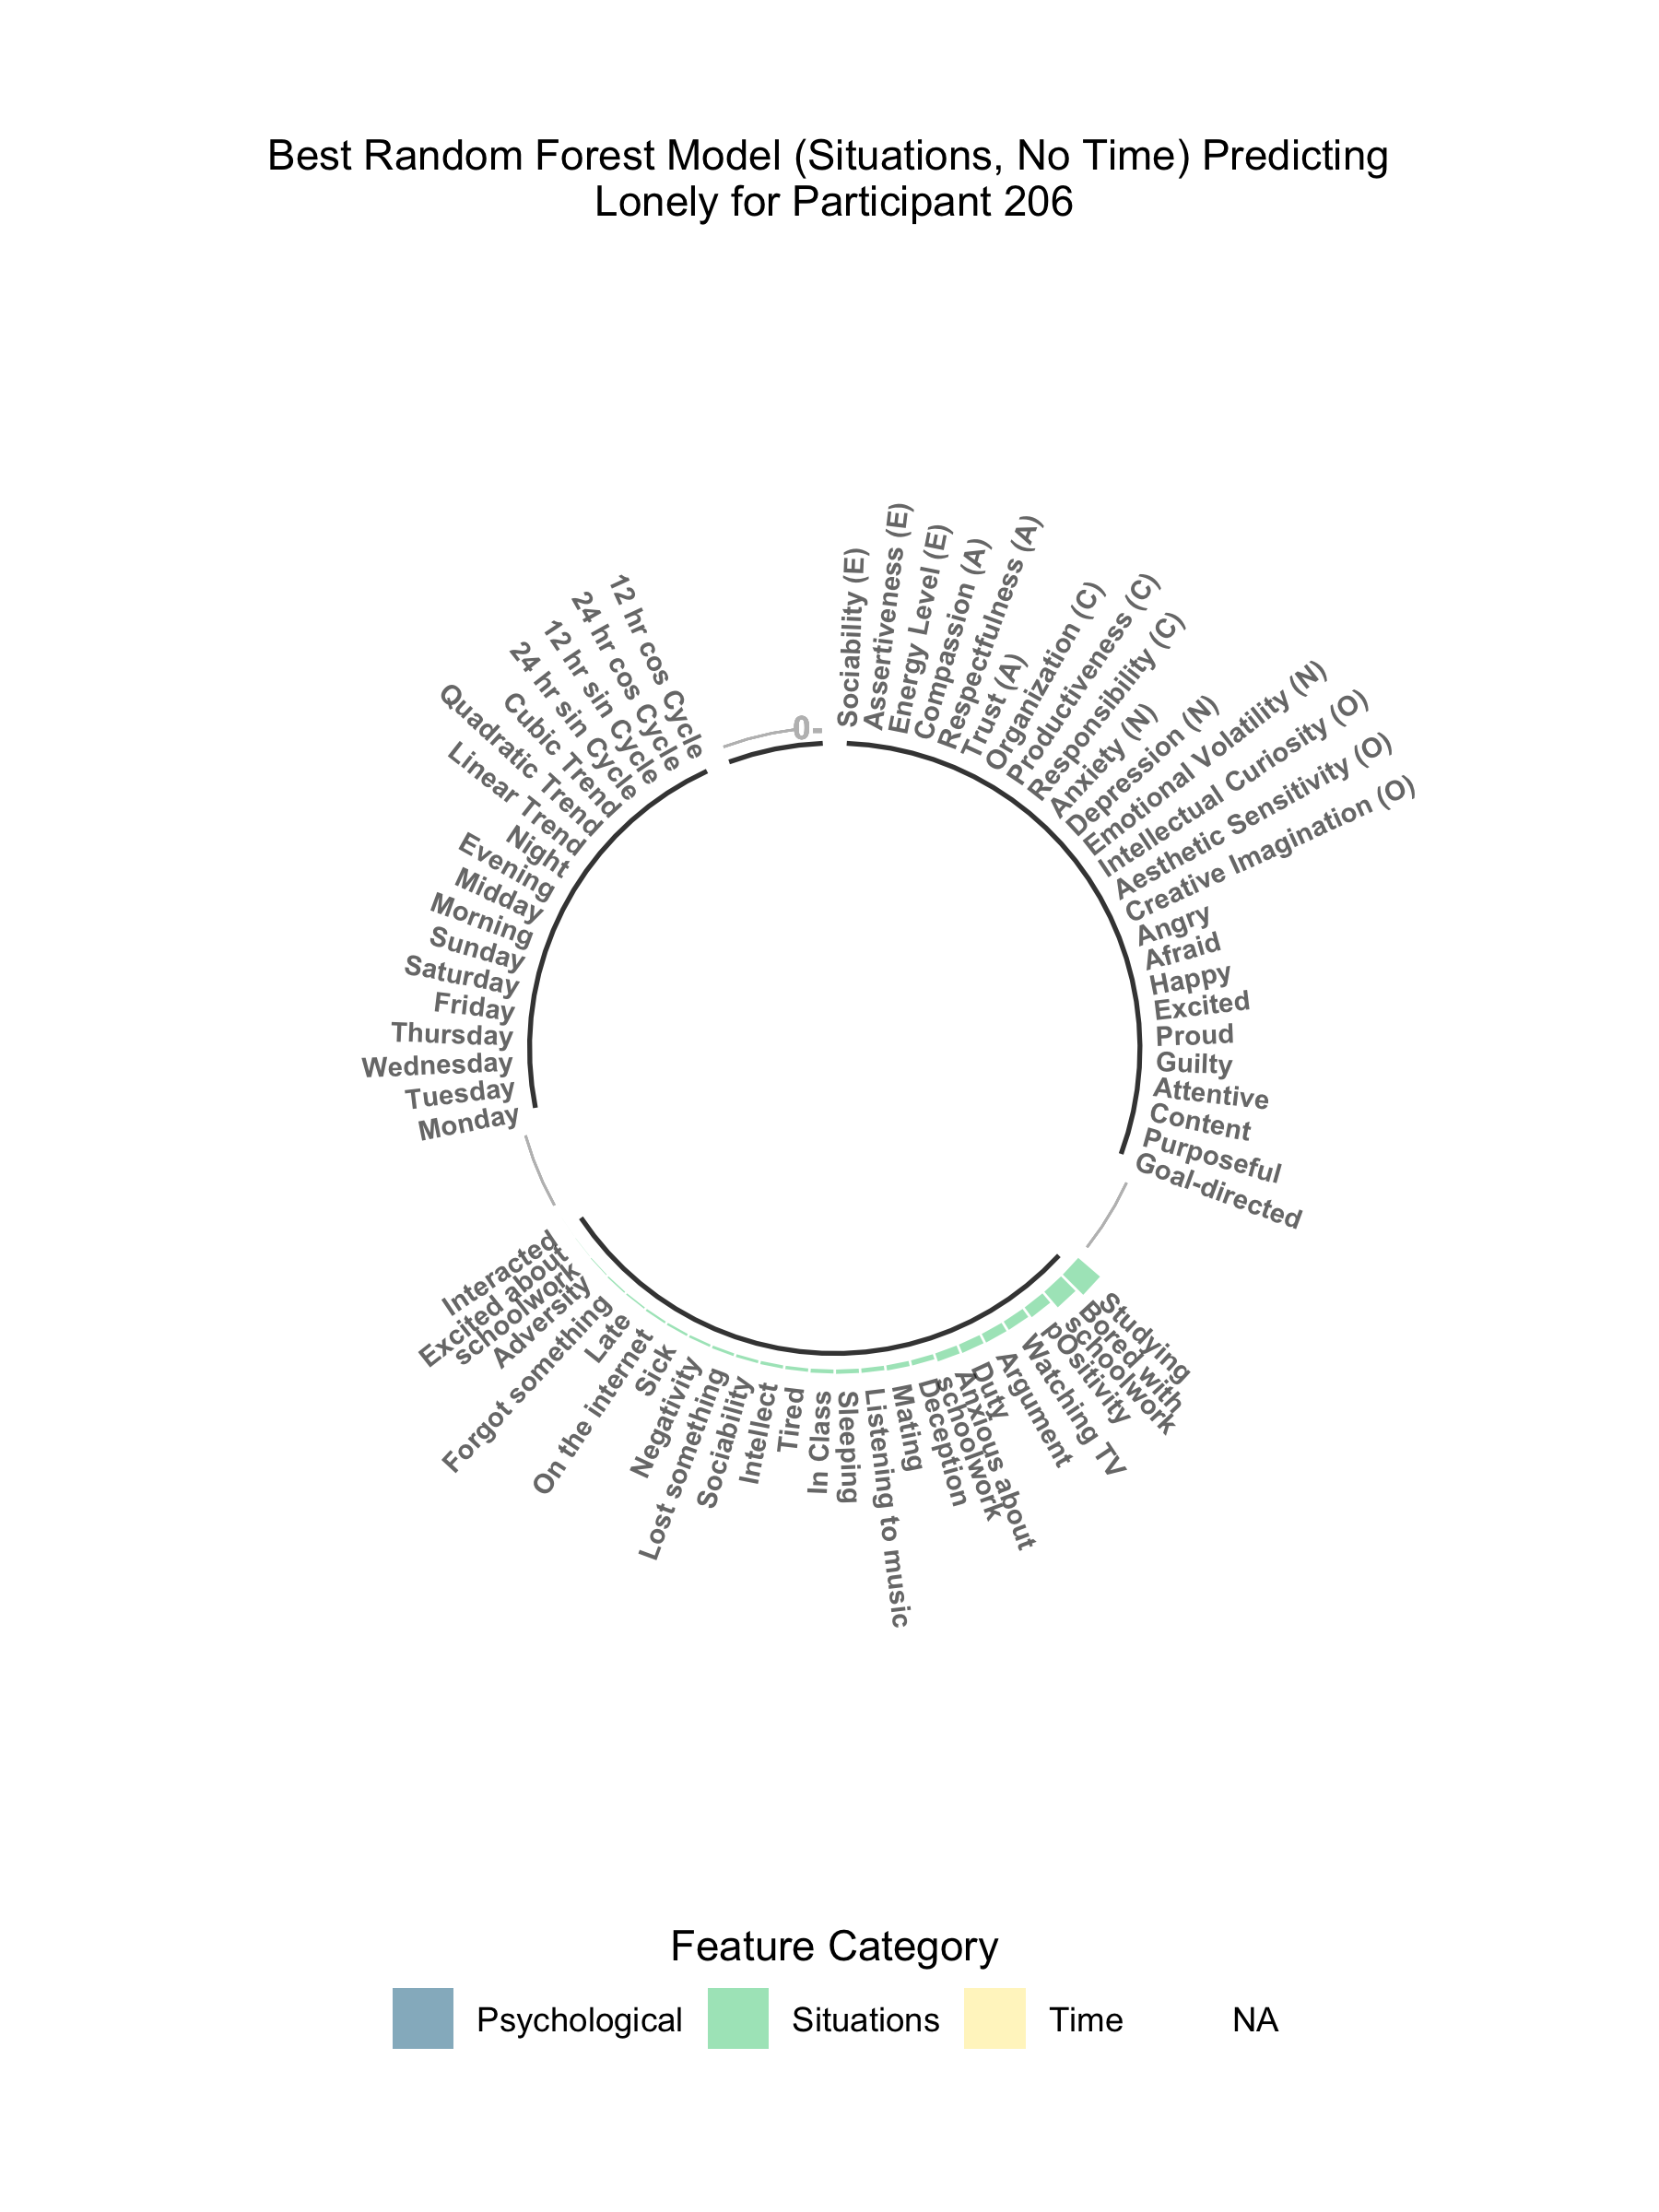 Best Random Forest Model (Situations, No Time) Predicting
Lonely for Participant 206
0-
Sociability (E)
Assertiveness (E)
Energy Level (E)
Compassion (A)
Respectfulness (A)
Trust (A)
Organization (C)
Productiveness (C)
Responsibility (C)
Anxiety (N)
Depression (N)
Emotional Volatility (N)
Intellectual Curiosity (O)
Aesthetic Sensitivity (O)
Creative Imagination (O)
Angry
Afraid
Happy
Excited
Proud
Guilty
Attentive
Content
Purposeful
Goal-directed
Studying
Bored with
schoolwork
pOsitivity
Watching TV
Argument
Duty
Anxious about
schoolwork
Deception
Mating
Listening to music
Sleeping
In Class
Tired
Intellect
Sociability
Lost something
Negativity
Sick
On the internet
Late
Forgot something
Adversity
Excited about
schoolwork
Interacted
Monday
Tuesday
Wednesday
Thursday
Friday
Saturday
Sunday
Morning
Midday
Evening
Night
Linear Trend
Quadratic Trend
Cubic Trend
24 hr sin Cycle
12 hr sin Cycle
24 hr cos Cycle
12 hr cos Cycle
Feature Category
Psychological
Situations
Time
NA